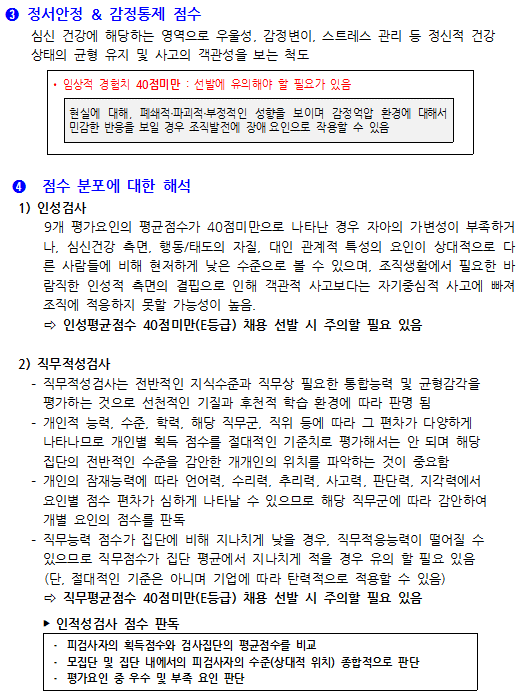 ❸ 정서안정 & 감정통제 점수
심신 건강에 해당하는 영역으로 우울성, 감정변이, 스트레스 관리 등 정신적 건강
상태의 균형 유지 및 사고의 객관성을 보는 척도
• 임상적 경험치 40점미만 : 선발에 유의해야 할 필요가 있음
현실에 대해, 폐쇄적·파괴적·부정적인 성향을 보이며 감정억압 환경에 대해서
민감한 반응을 보일 경우 조직발전에 장애요인으로 작용할 수 있음
❹ 점수 분포에 대한 해석
1) 인성검사
9개 평가요인의 평균점수가 40점미만으로 나타난 경우 자아의 가변성이 부족하거
나, 심신건강 측면, 행동/태도의 자질, 대인 관계적 특성의 요인이 상대적으로 다
른 사람들에 비해 현저하게 낮은 수준으로 볼 수 있으며, 조직생활에서 필요한 바
람직한 인성적 측면의 결핍으로 인해 객관적 사고보다는 자기중심적 사고에 빠져
조직에 적응하지 못할 가능성이 높음.
⇨ 인성평균점수 40점미만(E등급) 채용 선발 시 주의할 필요 있음
2) 직무적성검사
- 직무적성검사는 전반적인 지식수준과 직무상 필요한 통합능력 및 균형감각을
평가하는 것으로 선천적인 기질과 후천적 학습 환경에 따라 판명 됨
- 개인적 능력, 수준, 학력, 해당 직무군, 직위 등에 따라 그 편차가 다양하게
나타나므로 개인별 획득 점수를 절대적인 기준치로 평가해서는 안 되며 해당
집단의 전반적인 수준을 감안한 개개인의 위치를 파악하는 것이 중요함
- 개인의 잠재능력에 따라 언어력, 수리력, 추리력, 사고력, 판단력, 지각력에서
요인별 점수 편차가 심하게 나타날 수 있으므로 해당 직무군에 따라 감안하여
개별 요인의 점수를 판독
- 직무능력 점수가 집단에 비해 지나치게 낮을 경우, 직무적응능력이 떨어질 수
있으므로 직무점수가 집단 평균에서 지나치게 적을 경우 유의 할 필요 있음
(단, 절대적인 기준은 아니며 기업에 따라 탄력적으로 적용할 수 있음)
⇨ 직무평균점수 40점미만(E등급) 채용 선발 시 주의할 필요 있음
▶ 인적성검사 점수 판독
- 피검사자의 획득점수와 검사집단의 평균점수를 비교
- 모집단 및 집단 내에서의 피검사자의 수준(상대적 위치) 종합적으로 판단
- 평가요인 중 우수 및 부족 요인 판단